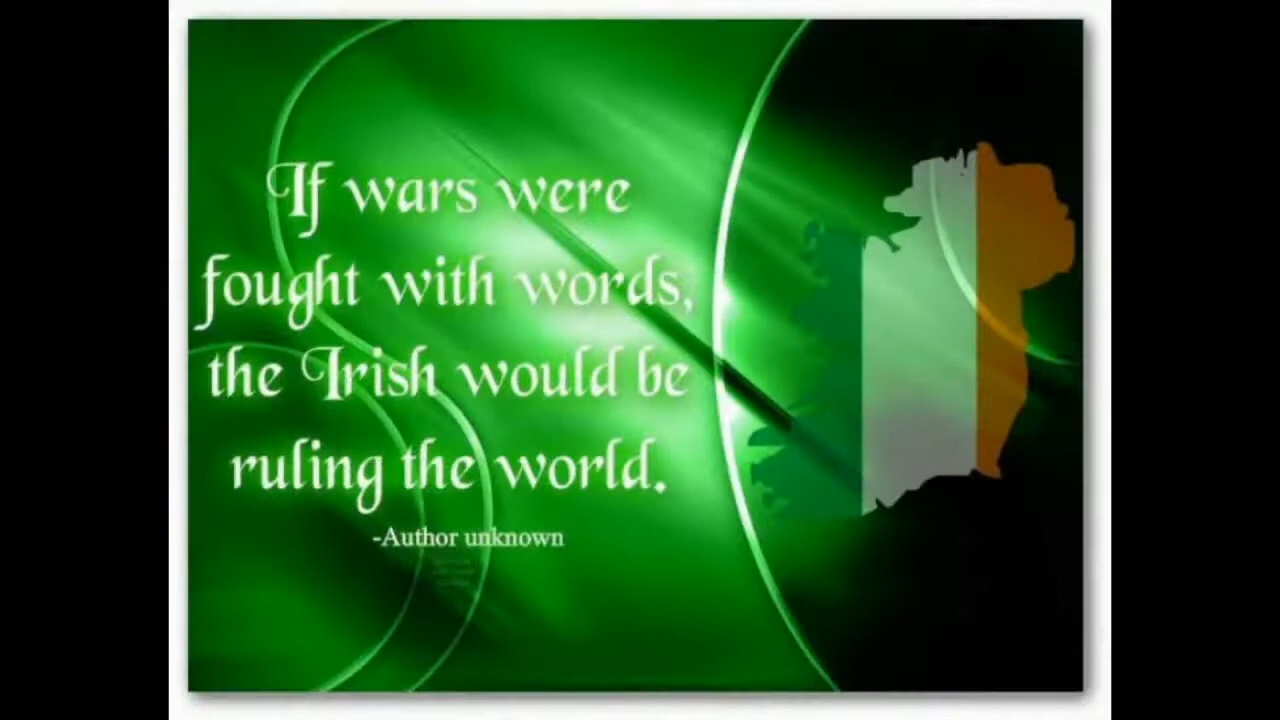 If wars were
fought with words,
the Irish would be
ruling the world.
-Author unknown